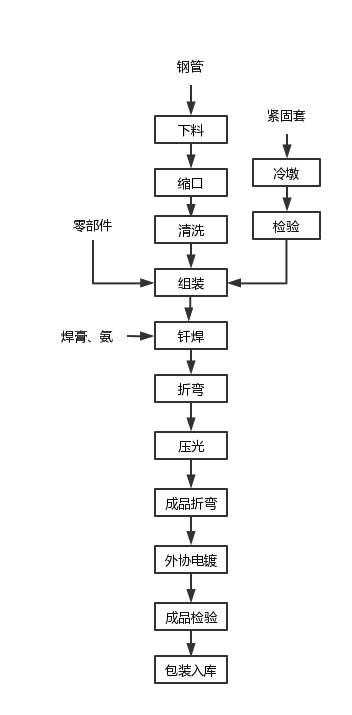 钢管
紧固套
下料
冷墩
缩口
检验
清洗
零部件
组装
焊膏、氨
钎焊
折弯
压光
成品折弯
外协电镀
成品检验
包装入库